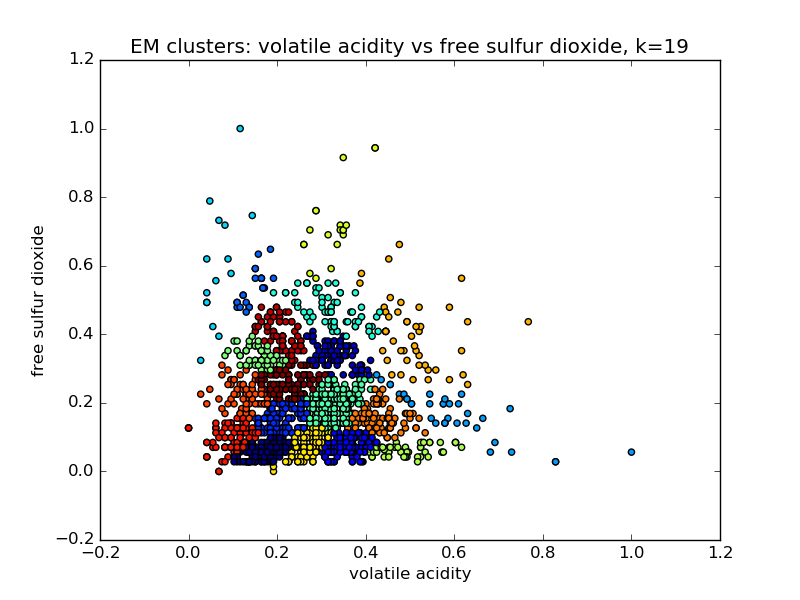 EM clusters: volatile acidity vs free sulfur dioxide, k=19
1.2
1.0
0.8
0.6
0.4
0.2
0.0
−0.2
free sulfur dioxide
−0.2 0.0 0.2 0.4 0.6 0.8 1.0 1.2
volatile acidity